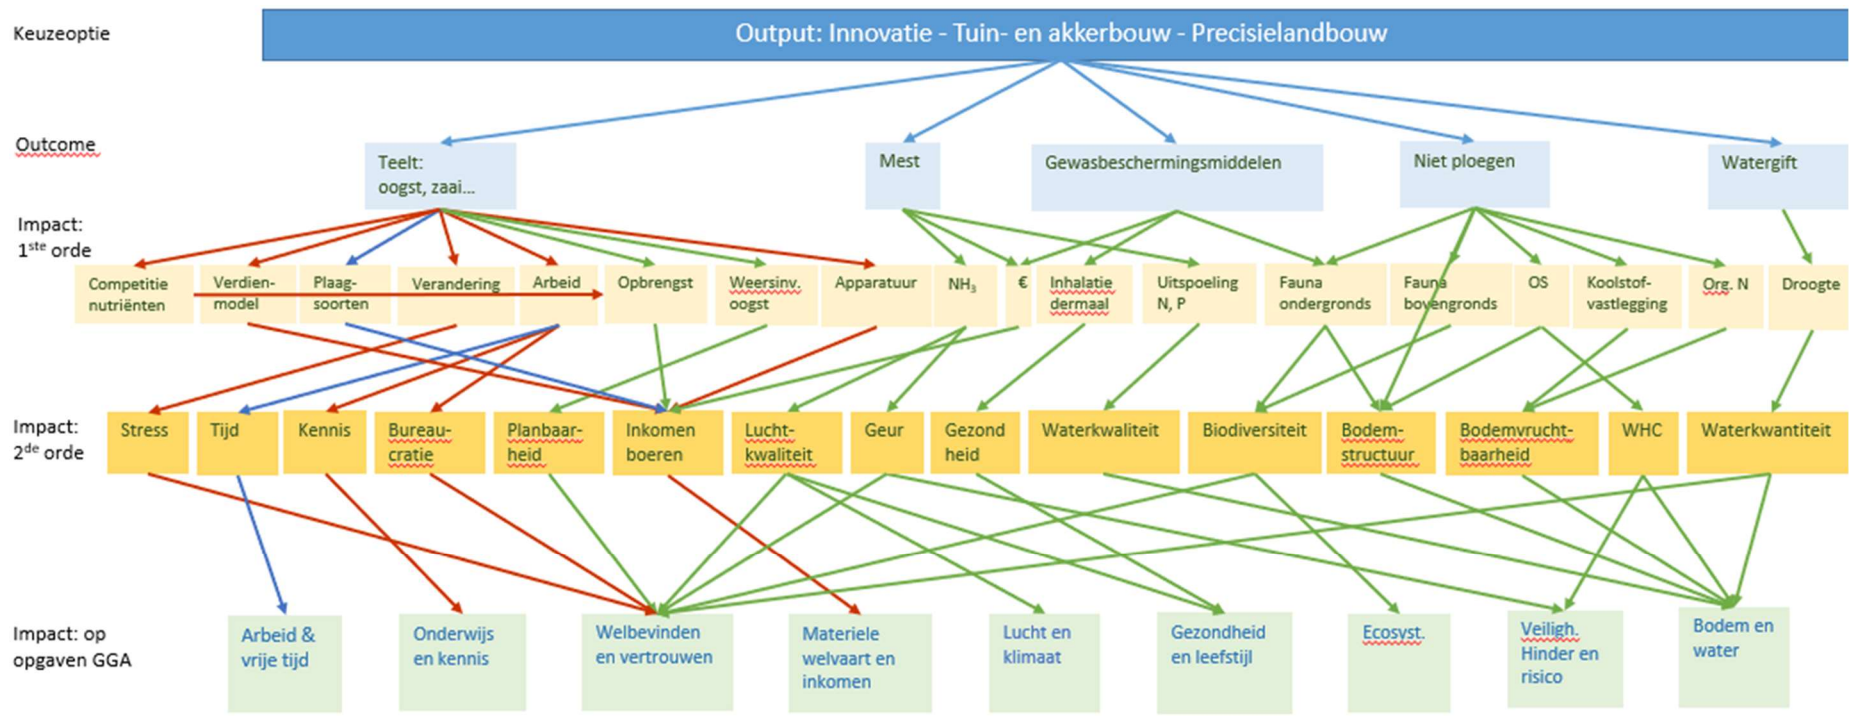 Keuzeoptie
Output: Innovatie - Tuin- en akkerbouw - Precisielandbouw
Outcome
Teelt:
oogst, zaai...
Mest
Gewasbeschermingsmiddelen
Niet ploegen
Watergift
Impact:
1ste orde
Competitie
nutriënten
Verdien-
model
Plaag-
soorten
Verandering
Arbeid
Opbrengst
Weersinv.
oogst
Apparatuur
NH₃
€
Inhalatie
dermaal
Uitspoeling
N, P
Fauna
ondergronds
Fauna
bovengronds
OS
Koolstof-
vastlegging
Org. N
Droogte
Impact:
2de orde
Stress
Tijd
Kennis
Bureau-
cratie
Planbaar-
heid
Inkomen
boeren
Lucht-
kwaliteit
Geur
Gezond
heid
Waterkwaliteit
Biodiversiteit
Bodem-
structuur
Bodemvrucht-
baarheid
WHC
Waterkwantiteit
Impact: op
opgaven GGA
Arbeid &
vrije tijd
Onderwijs
en kennis
Welbevinden
en vertrouwen
Materiele
welvaart en
inkomen
Lucht en
klimaat
Gezondheid
en leefstijl
Ecosyst.
Veiligh.
Hinder en
risico
Bodem en
water